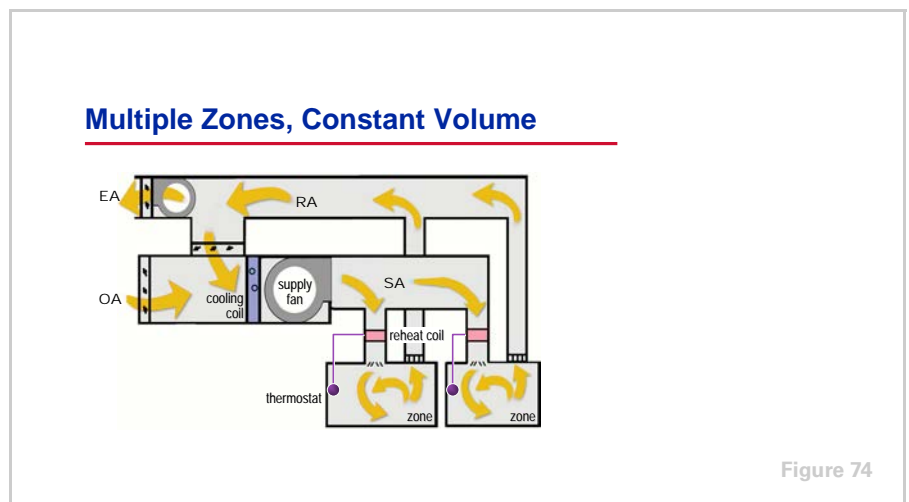 Multiple Zones, Constant Volume
EA
RA
OA
cooling
coil
supply
fan
SA
reheat coil
thermostat
zone
zone
Figure 74